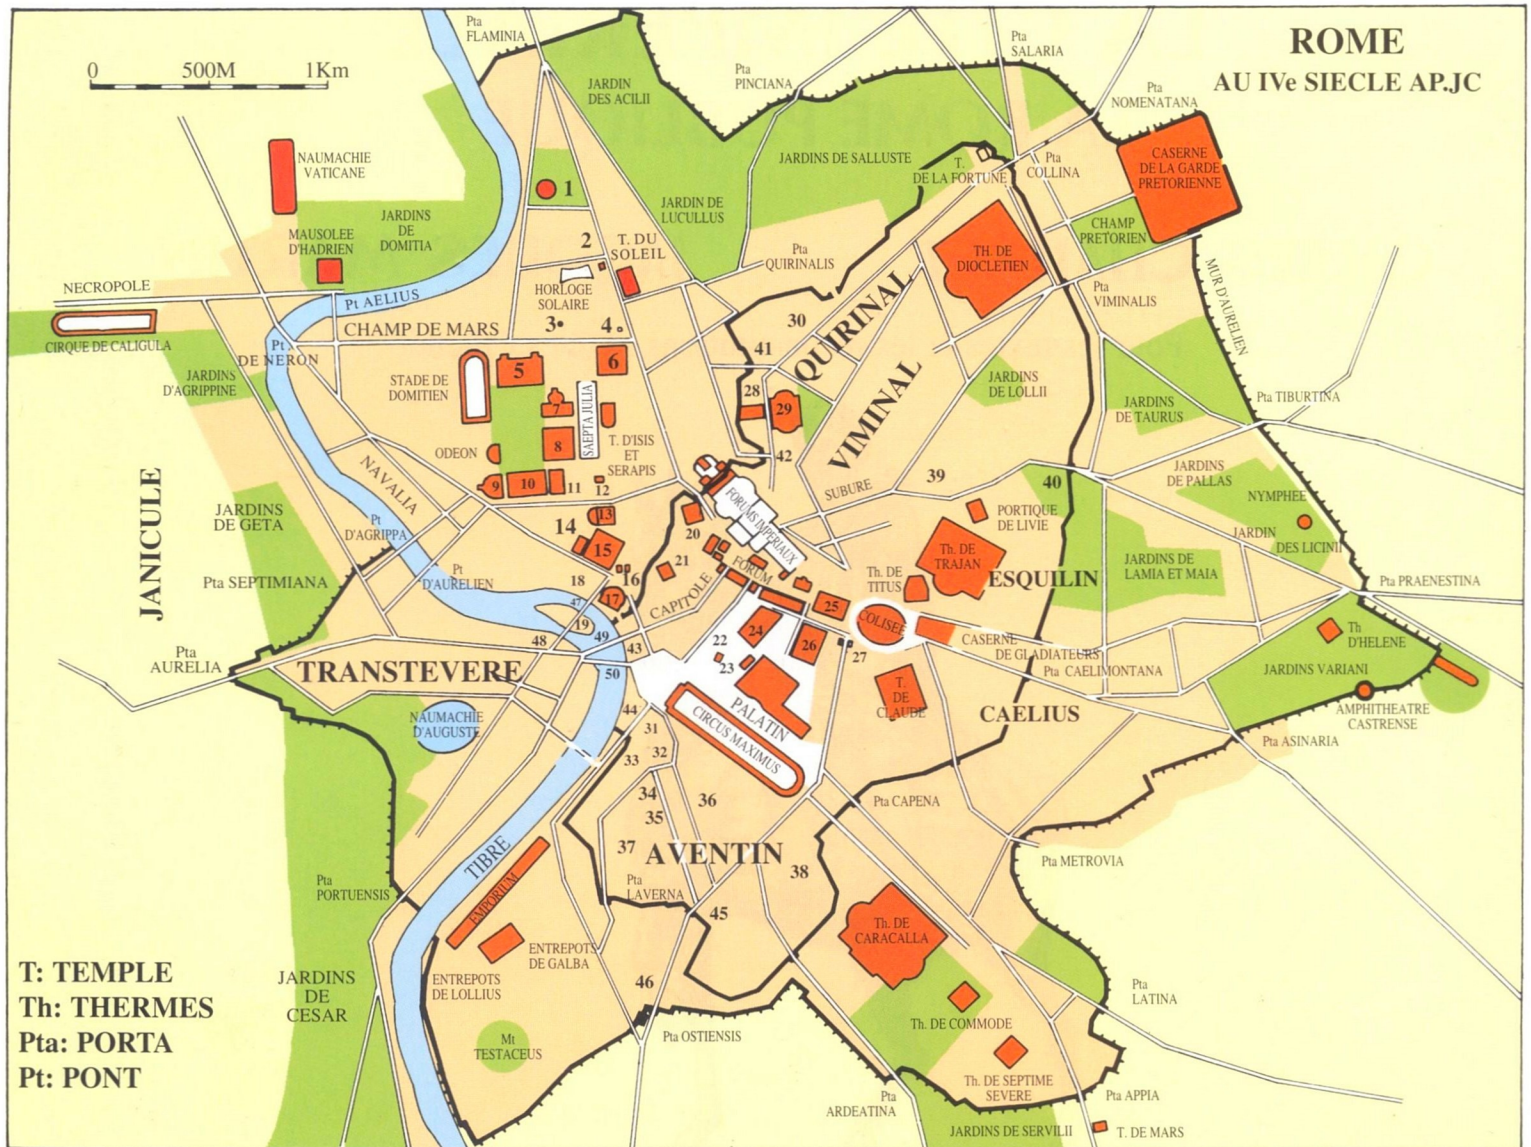 ROME
AU IVe SIECLE AP.JC
0 500M 1Km
Pta
FLAMINIA
JARDIN
DES ACILII
Pta
PINCIANA
Pta
SALARIA
Pta
NOMENATANA
NAUMACHIE
VATICANE
JARDINS DE SALLUSTE
T.
DE LA FORTUNE
Pta
COLLINA
CASERNE
DE LA GARDE
PRETORIENNE
1
MAUSOLEE
D'HADRIEN
JARDINS
DE
DOMITIA
JARDIN DE
LUCULLUS
CHAMP
PRETORIEN
2
T. DU
SOLEIL
Pta
QUIRINALIS
TH. DE
DIOCLETIEN
MUR D'AURELIEN
NECROPOLE
Pt AELIUS
HORLOGE
SOLAIRE
Pta
VIMINALIS
CIRQUE DE CALIGULA
CHAMP DE MARS
3
4
30
QUIRINAL
Pt
DE NERON
41
JARDINS
D'AGRIPPINE
STADE DE
DOMITIEN
5
6
28
29
VIMINAL
JARDINS
DE LOLLII
JARDINS
DE TAURUS
Pta TIBURTINA
7
SAEPTA JULIA
8
T. D'ISIS
ET
SERAPIS
ODEON
42
NAVALIA
9
10
11
12
SUBURE
39
40
JARDINS
DE PALLAS
NYMPHEE
JARDIN
DES LICINII
JANICULE
JARDINS
DE GETA
Pt
D'AGRIPPA
13
14
15
20
FORUMS IMPERIAUX
PORTIQUE
DE LIVIE
Th. DE
TRAJAN
JARDINS DE
LAMIA ET MAIA
Pta SEPTIMIANA
Pt
D'AURELIEN
16
17
18
21
FORUM
Th. DE
TITUS
ESQUILIN
Pta PRAENESTINA
CAPITOLE
47
19
48
49
43
50
22
23
24
25
26
27
COLISEE
CASERNE
DE GLADIATEURS
Th
D'HELENE
Pta
AURELIA
TRANSTEVERE
Pta CAELIMONTANA
JARDINS VARIANI
T.
DE
CLAUDE
CAELIUS
AMPHITHEATRE
CASTRENSE
NAUMACHIE
D'AUGUSTE
44
PALATIN
CIRCUS MAXIMUS
Pta ASINARIA
31
32
33
34
35
36
37
38
Pta CAPENA
AVENTIN
Pta METROVIA
TIBRE
Pta
PORTUENSIS
Pta
LAVERNA
EMPORIUM
45
Th. DE
CARACALLA
ENTREPOTS
DE GALBA
ENTREPOTS
DE LOLLIUS
46
JARDINS
DE
CESAR
Pta
LATINA
Th. DE COMMODE
Mt
TESTACEUS
Pta OSTIENSIS
Th. DE SEPTIME
SEVERE
Pta
ARDEATINA
Pta APPIA
JARDINS DE SERVILII
T. DE MARS
T: TEMPLE
Th: THERMES
Pta: PORTA
Pt: PONT